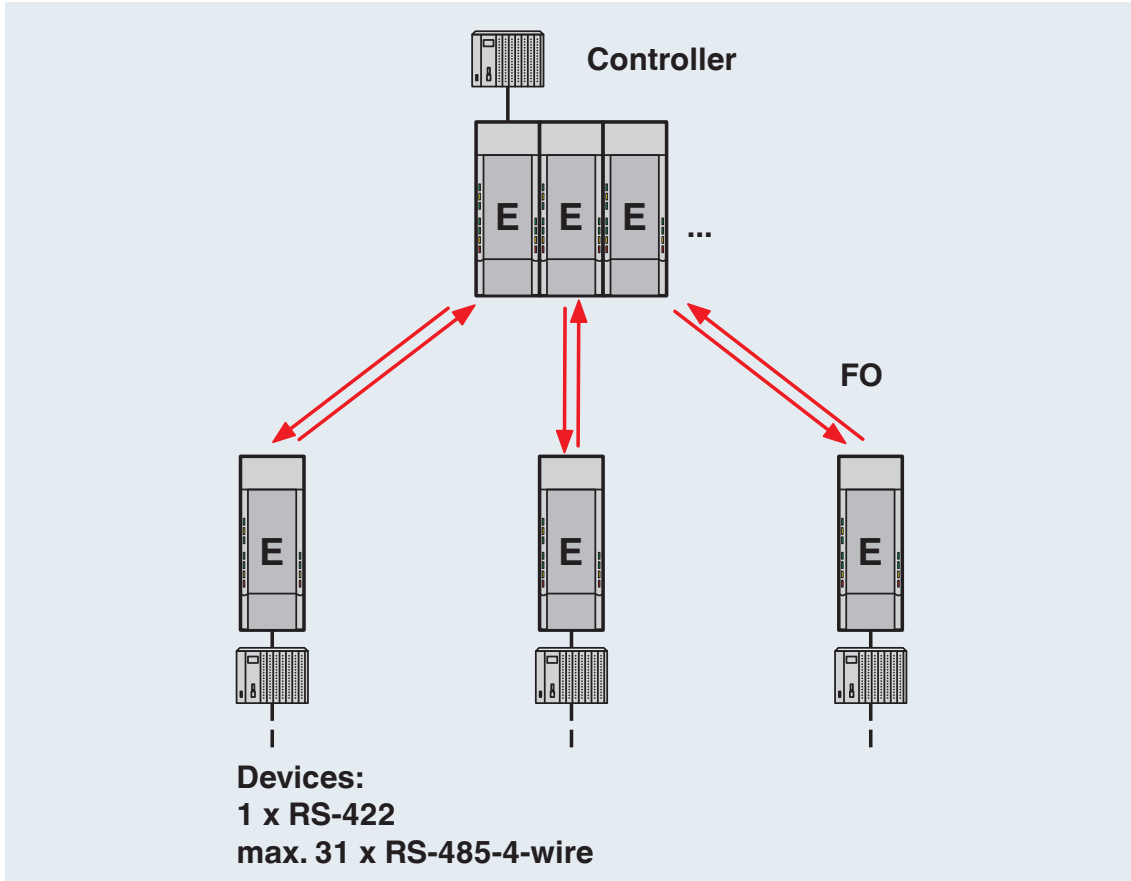 Controller
E E E ...
FO
E E E
Devices:
1 x RS-422
max. 31 x RS-485-4-wire